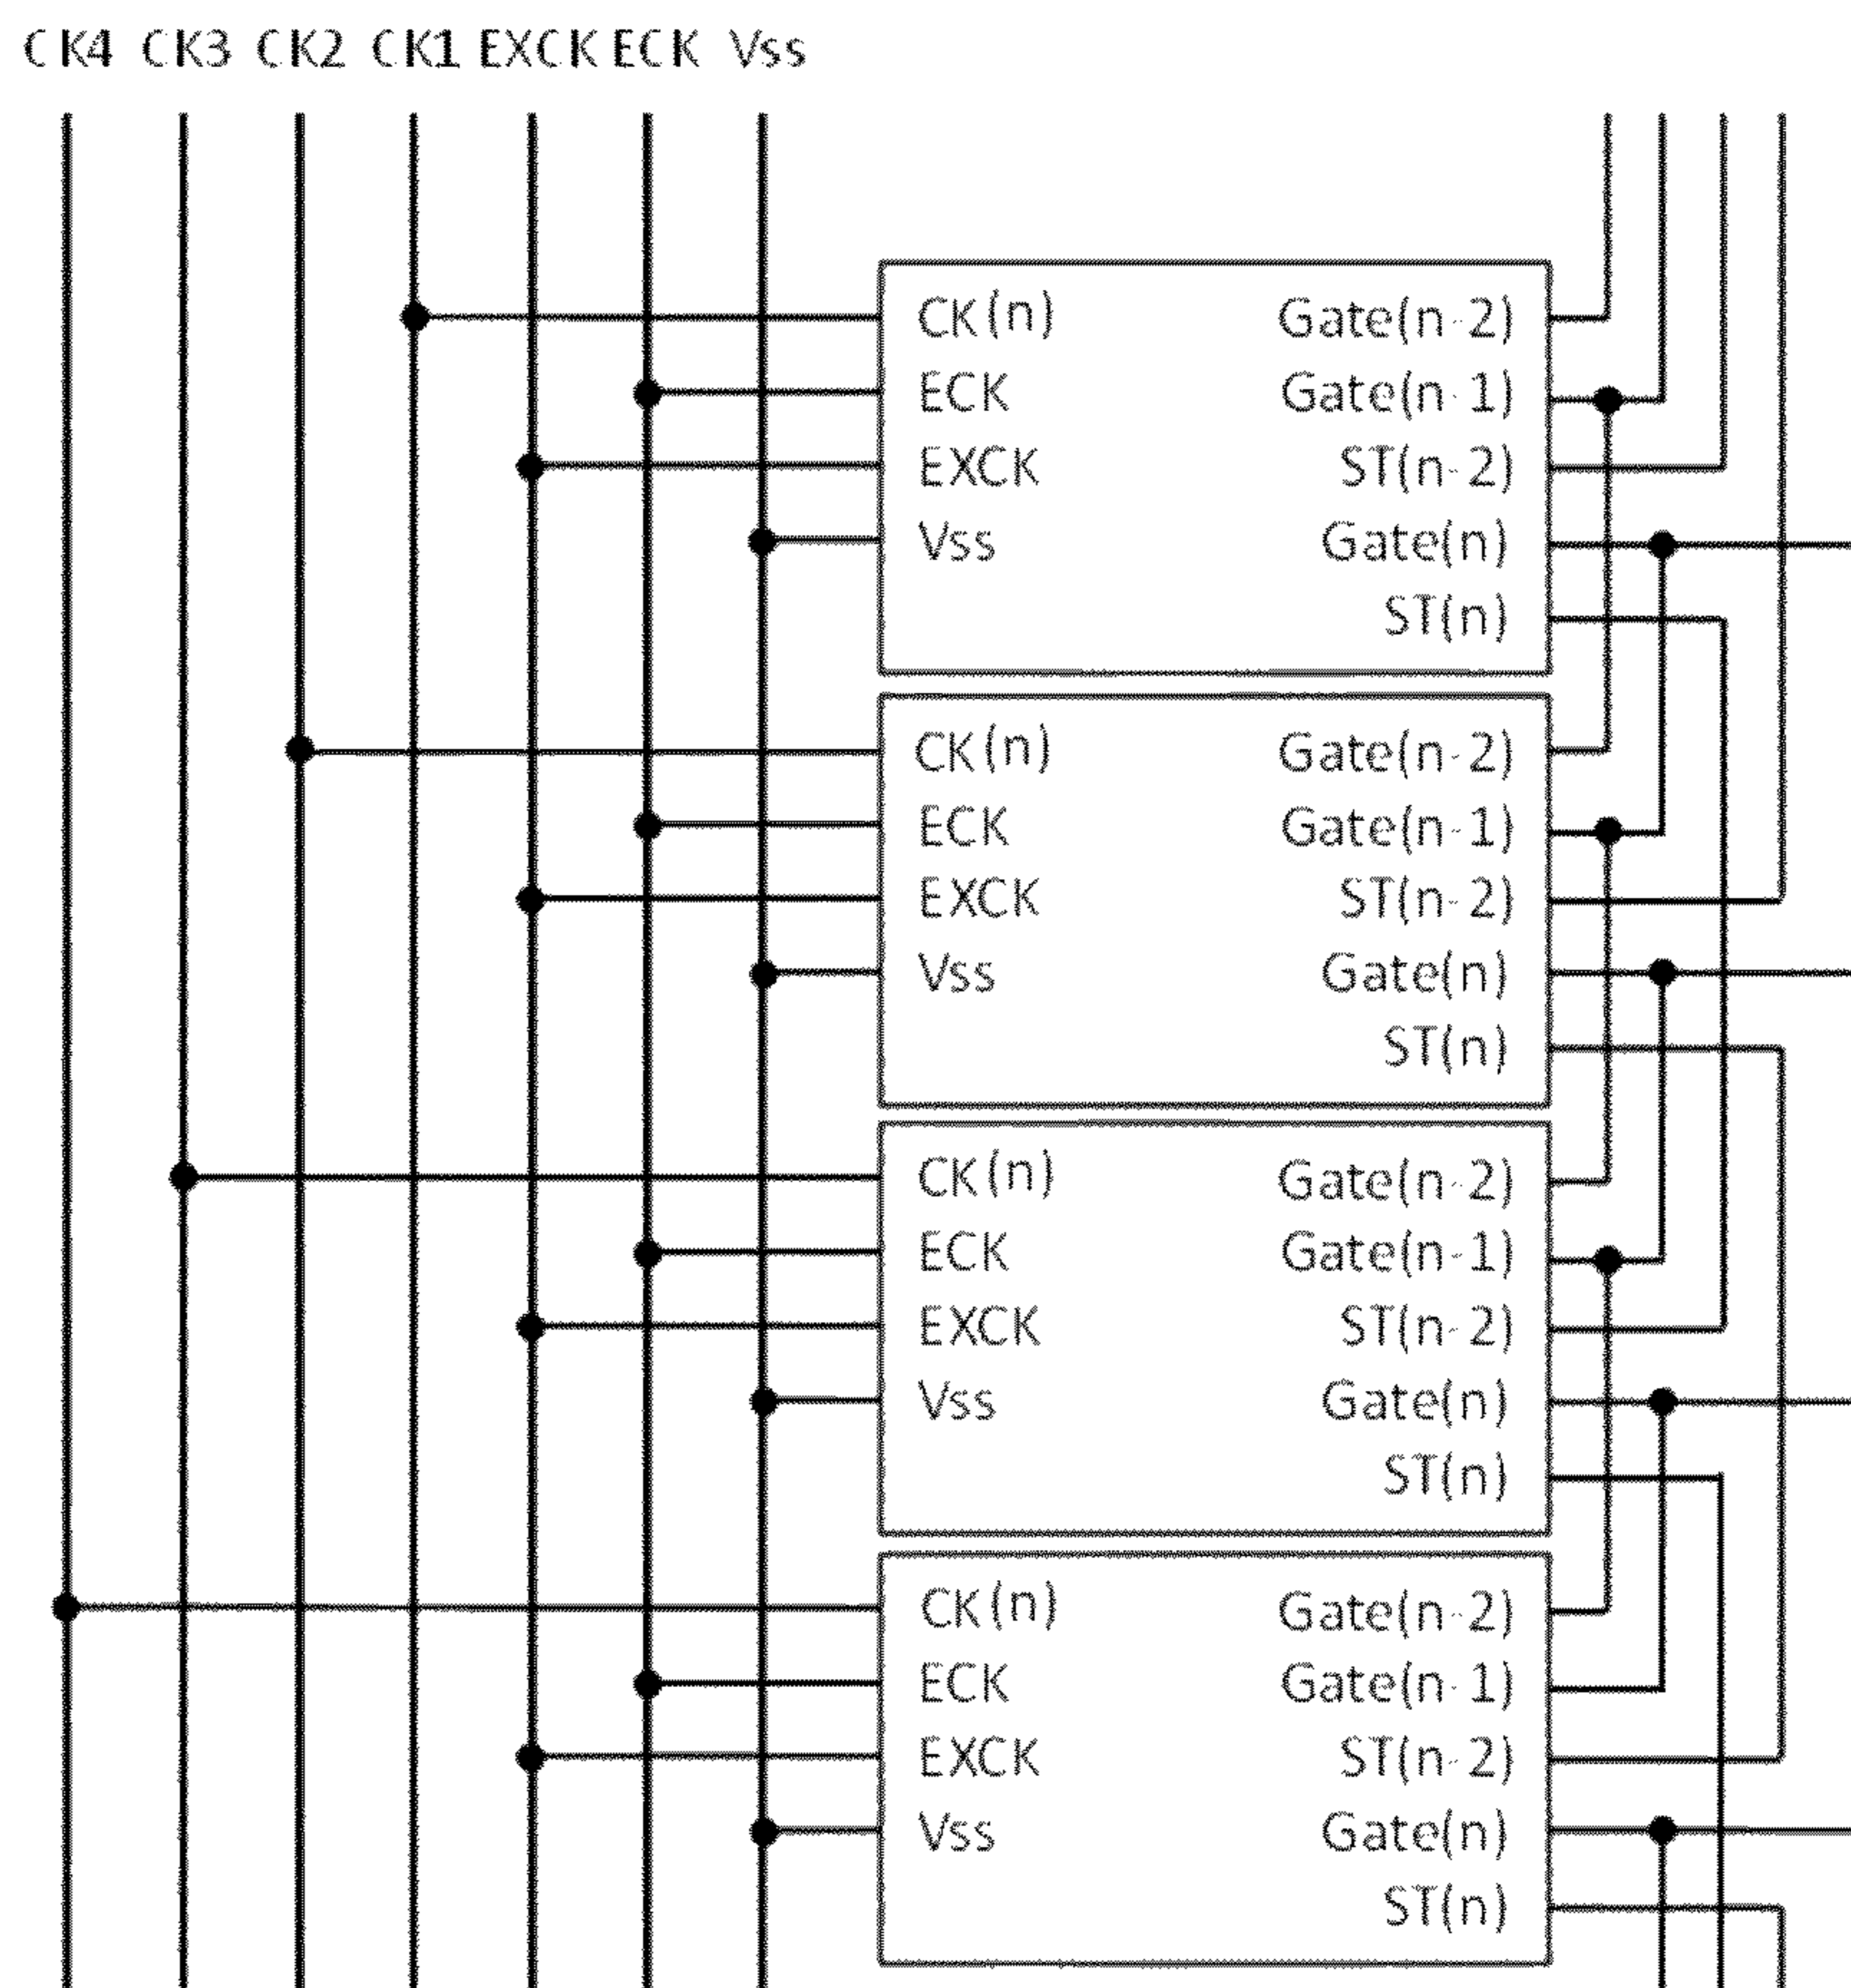 CK4 CK3 CK2 CK1 EXCK ECK Vss
CK(n) Gate(n-2)
ECK Gate(n-1)
EXCK ST(n-2)
Vss Gate(n)
ST(n)
CK(n) Gate(n-2)
ECK Gate(n-1)
EXCK ST(n-2)
Vss Gate(n)
ST(n)
CK(n) Gate(n-2)
ECK Gate(n-1)
EXCK ST(n-2)
Vss Gate(n)
ST(n)
CK(n) Gate(n-2)
ECK Gate(n-1)
EXCK ST(n-2)
Vss Gate(n)
ST(n)